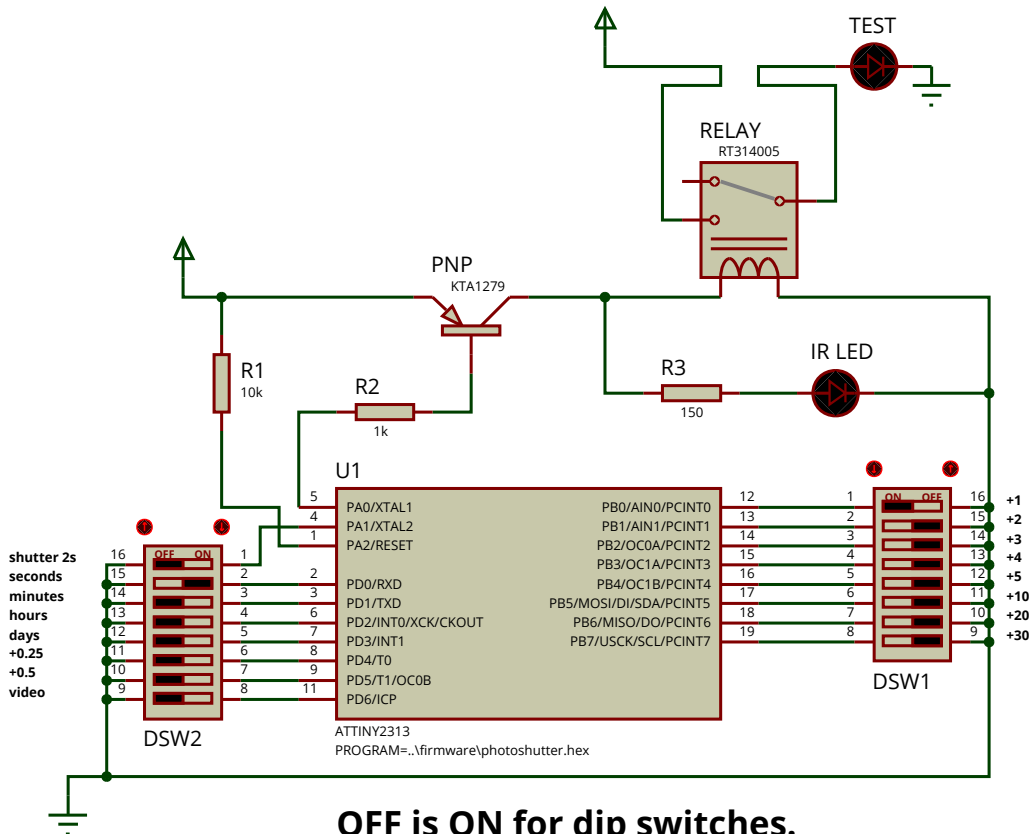 TEST
RELAY
RT314005
PNP
KTA1279
R1
10k
R2
1k
R3
150
IR LED
U1
5 PA0/XTAL1
4 PA1/XTAL2
1 PA2/RESET
2 PD0/RXD
3 PD1/TXD
6 PD2/INT0/XCK/CKOUT
7 PD3/INT1
8 PD4/T0
9 PD5/T1/OC0B
11 PD6/ICP
PB0/AIN0/PCINT0 12
PB1/AIN1/PCINT1 13
PB2/OC0A/PCINT2 14
PB3/OC1A/PCINT3 15
PB4/OC1B/PCINT4 16
PB5/MOSI/DI/SDA/PCINT5 17
PB6/MISO/DO/PCINT6 18
PB7/USCK/SCL/PCINT7 19
ATTINY2313
PROGRAM=..\firmware\photoshutter.hex
OFF ON
shutter 2s 16 1
seconds 15 2
minutes 14 3
hours 13 4
days 12 5
+0.25 11 6
+0.5 10 7
video 9 8
DSW2
ON OFF
1 16 +1
2 15 +2
3 14 +3
4 13 +4
5 12 +5
6 11 +10
7 10 +20
8 9 +30
DSW1
OFF is ON for dip switches.